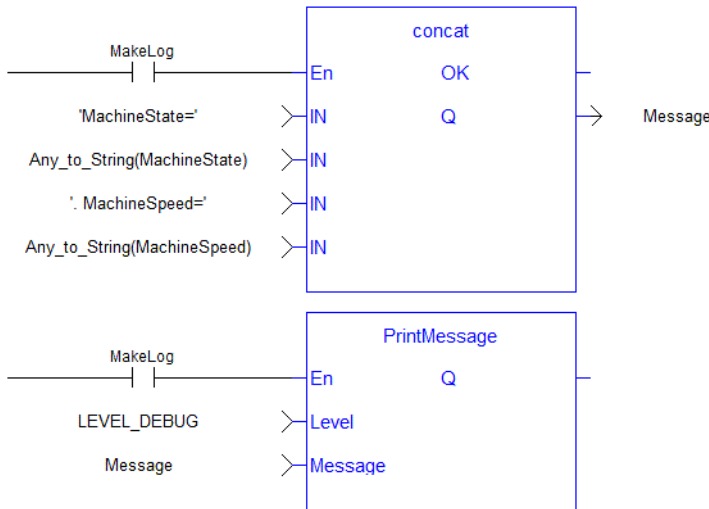 concat
MakeLog
En OK
'MachineState=' IN Q Message
Any_to_String(MachineState) IN
'. MachineSpeed=' IN
Any_to_String(MachineSpeed) IN
PrintMessage
MakeLog
En Q
LEVEL_DEBUG Level
Message Message